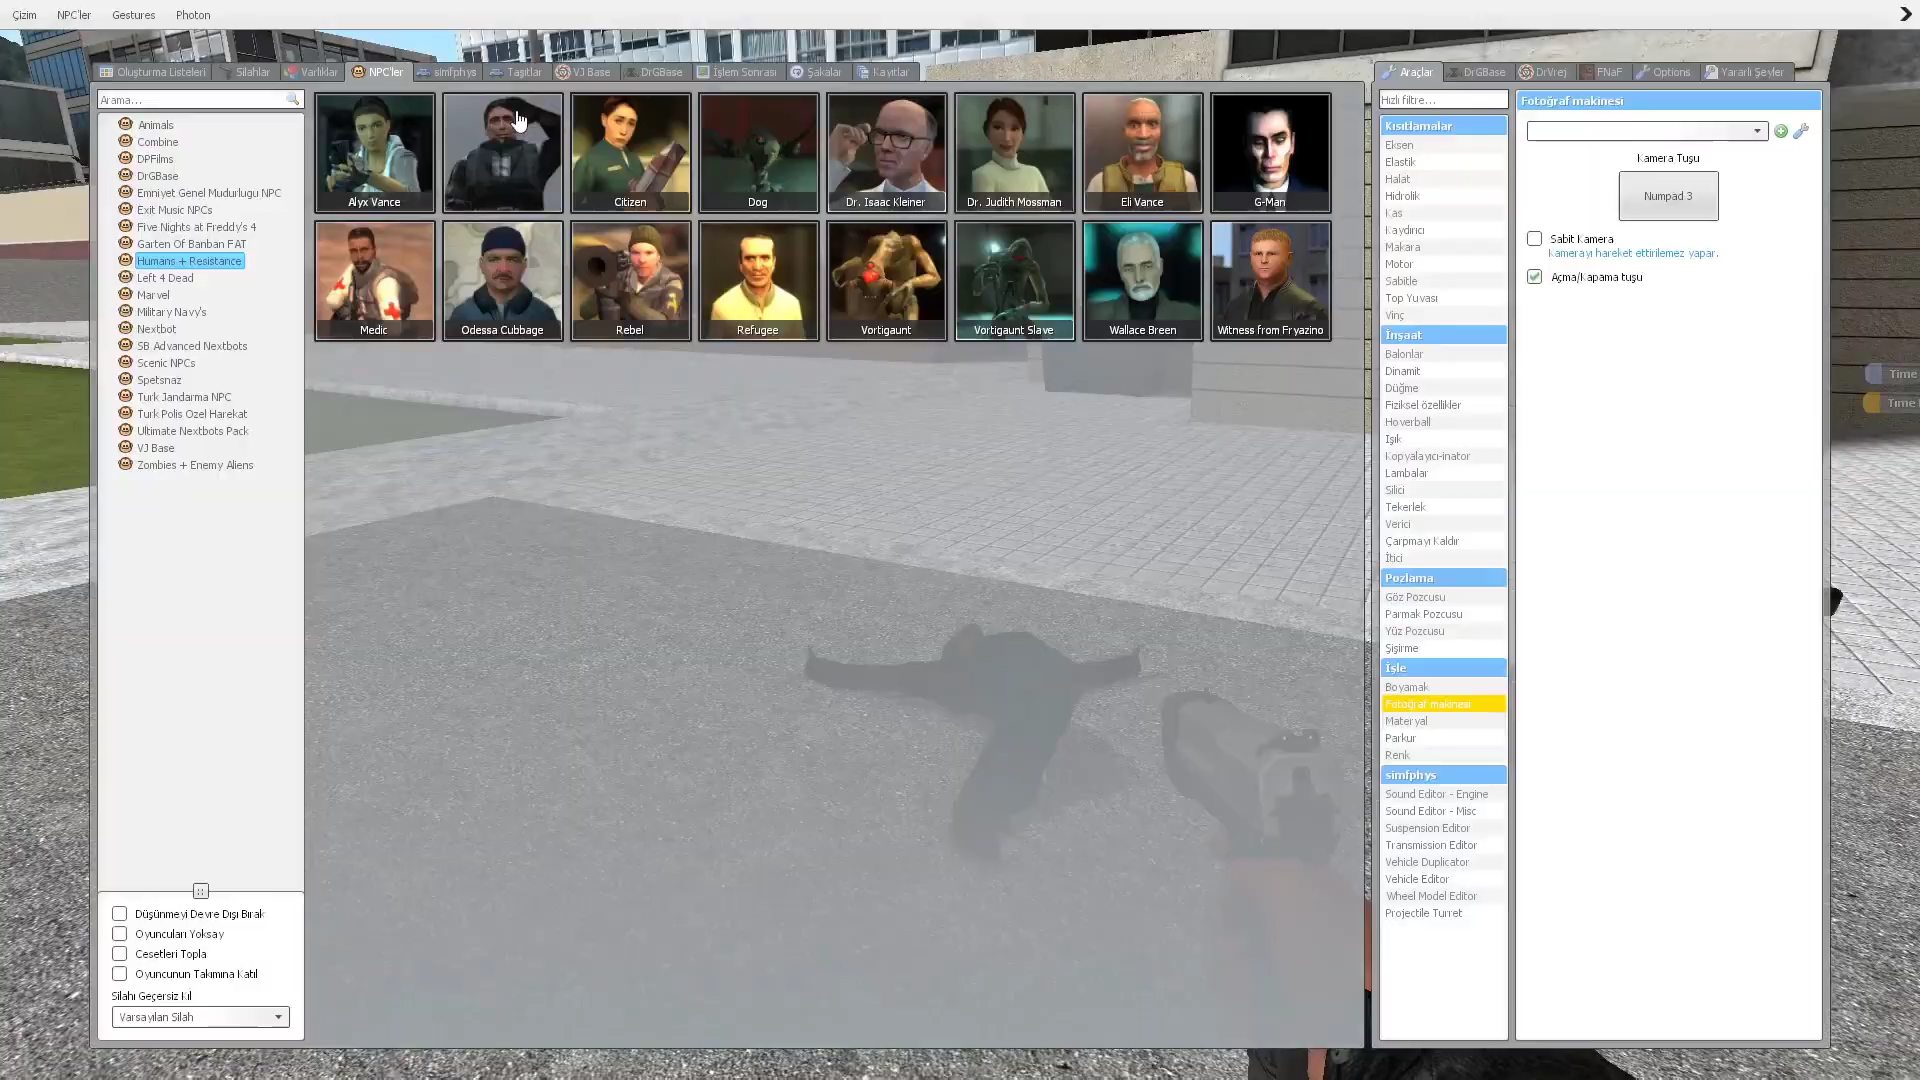 Çizim NPC'ler Gestures Photon
Oluşturma Listeleri Silahlar Varlıklar NPC'ler simfphys Taşıtlar VJ Base DrGBase İşlem Sonrası Şakalar Kayıtlar
Araçlar DrGBase DrVrej FNaF Options Yararlı Şeyler
Arama...
Animals
Combine
DPFilms
DrGBase
Emniyet Genel Mudurlugu NPC
Exit Music NPCs
Five Nights at Freddy's 4
Garten Of Banban FAT
Humans + Resistance
Left 4 Dead
Marvel
Military Navy's
Nextbot
SB Advanced Nextbots
Scenic NPCs
Spetsnaz
Turk Jandarma NPC
Turk Polis Ozel Harekat
Ultimate Nextbots Pack
VJ Base
Zombies + Enemy Aliens
Düşünmeyi Devre Dışı Bırak
Oyuncuları Yoksay
Cesetleri Topla
Oyuncunun Takımına Katıl
Silahı Geçersiz Kıl
Varsayılan Silah
Alyx Vance
Citizen
Dog
Dr. Isaac Kleiner
Dr. Judith Mossman
Eli Vance
G-Man
Medic
Odessa Cubbage
Rebel
Refugee
Vortigaunt
Vortigaunt Slave
Wallace Breen
Witness from Fryazino
Hızlı filtre...
Kısıtlamalar
Eksen
Elastik
Halat
Hidrolik
Kas
Kaydırıcı
Makara
Motor
Sabitle
Top Yuvası
Vinç
İnşaat
Balonlar
Dinamit
Düğme
Fiziksel özellikler
Hoverball
Işık
Kopyalayıcı-inator
Lambalar
Silici
Tekerlek
Verici
Çarpmayı Kaldır
İtici
Pozlama
Göz Pozcusu
Parmak Pozcusu
Yüz Pozcusu
Şişirme
İşle
Boyamak
Fotoğraf makinesi
Materyal
Parkur
Renk
simfphys
Sound Editor - Engine
Sound Editor - Misc
Suspension Editor
Transmission Editor
Vehicle Duplicator
Vehicle Editor
Wheel Model Editor
Projectile Turret
Fotoğraf makinesi
Kamera Tuşu
Numpad 3
Sabit Kamera
Kamerayı hareket ettirilemez yapar.
Açma/Kapama tuşu
Time
Time